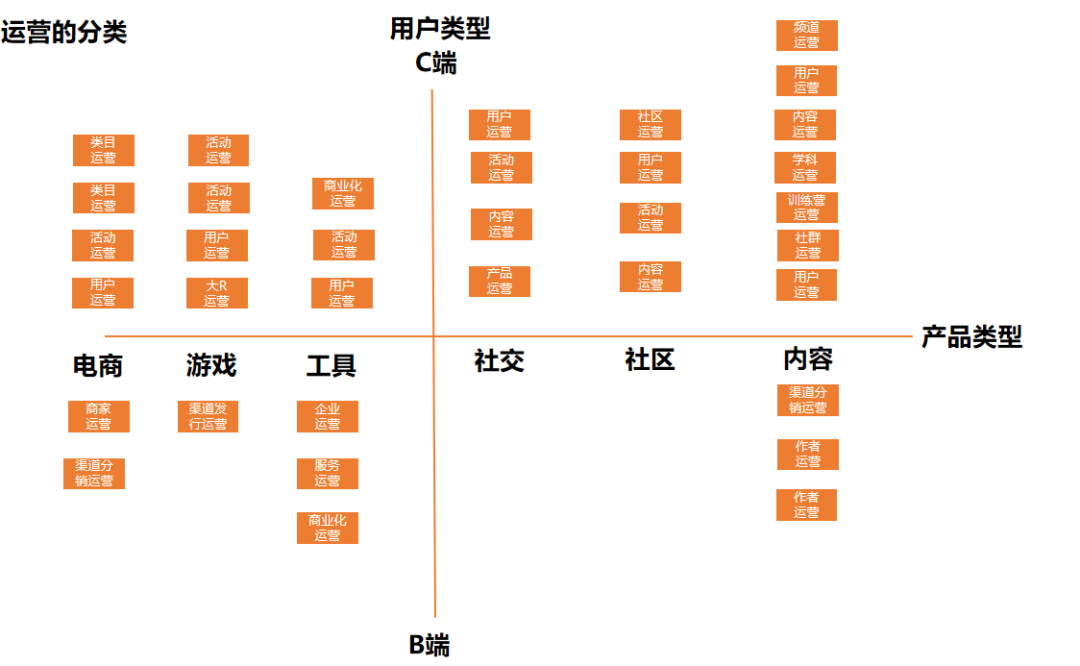 运营的分类
用户类型
C端
频道
运营
用户
运营
用户
运营
社区
运营
内容
运营
类目
运营
活动
运营
活动
运营
用户
运营
学科
运营
商业化
运营
类目
运营
活动
运营
内容
运营
活动
运营
训练营
运营
活动
运营
用户
运营
活动
运营
产品
运营
内容
运营
社群
运营
用户
运营
大R
运营
用户
运营
用户
运营
产品类型
电商
游戏
工具
社交
社区
内容
商家
运营
渠道发
行运营
企业
运营
渠道分
销运营
渠道分
销运营
服务
运营
作者
运营
商业化
运营
作者
运营
B端